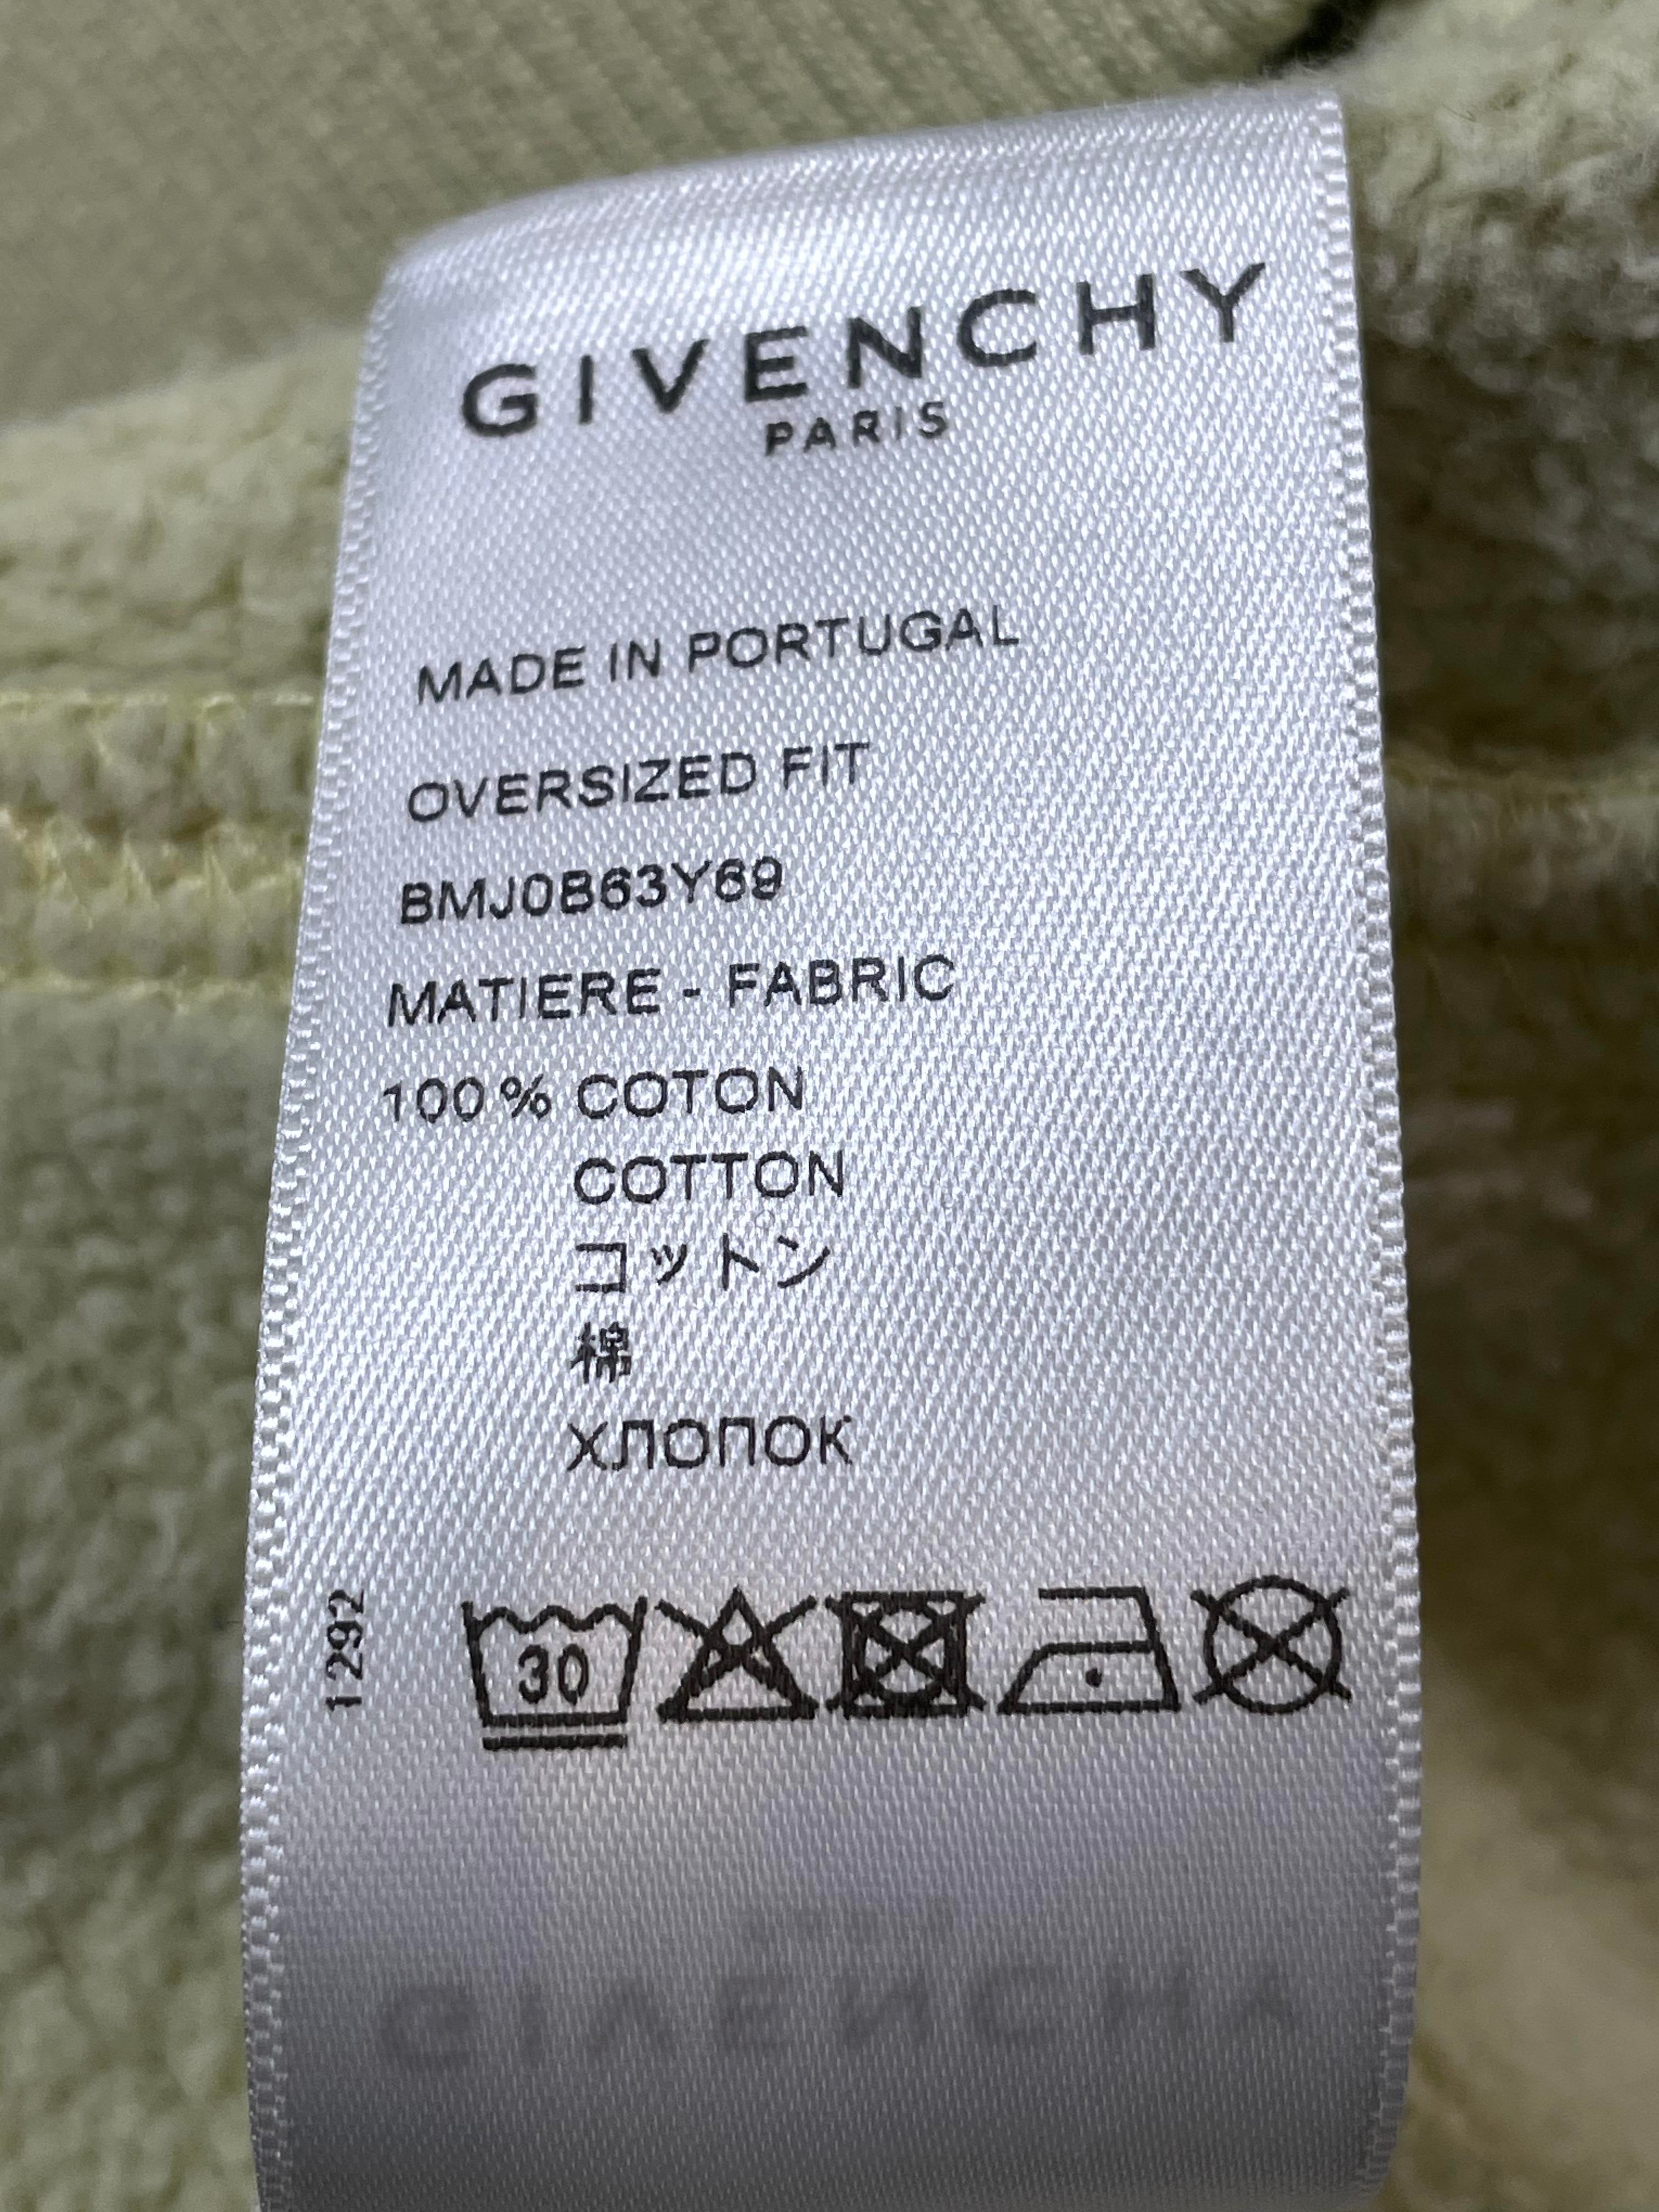 GIVENCHY
PARIS
MADE IN PORTUGAL
OVERSIZED FIT
BMJ0B63Y69
MATIERE - FABRIC
100 % COTON
COTTON
コットン
棉
ХЛОПОК
1292
30
GIVENCHY